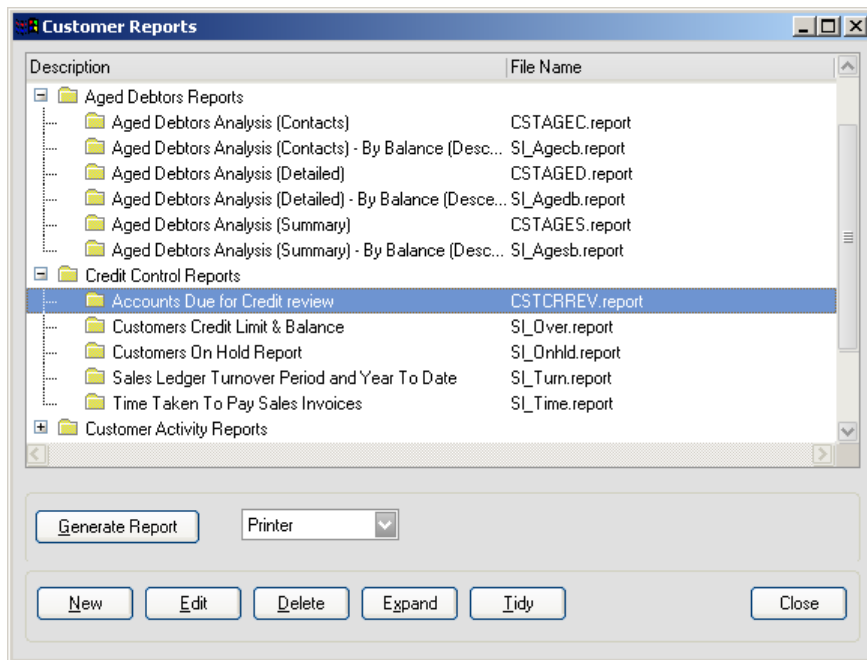 Customer Reports
Description File Name
Aged Debtors Reports
Aged Debtors Analysis (Contacts) CSTAGEC.report
Aged Debtors Analysis (Contacts) - By Balance (Desc... SI_Agecb.report
Aged Debtors Analysis (Detailed) CSTAGED.report
Aged Debtors Analysis (Detailed) - By Balance (Desce... SI_Agedb.report
Aged Debtors Analysis (Summary) CSTAGES.report
Aged Debtors Analysis (Summary) - By Balance (Desce... SI_Agesb.report
Credit Control Reports
Accounts Due for Credit review CSTCRREV.report
Customers Credit Limit & Balance SI_Over.report
Customers On Hold Report SI_Onhld.report
Sales Ledger Turnover Period and Year To Date SI_Turn.report
Time Taken To Pay Sales Invoices SI_Time.report
Customer Activity Reports
Generate Report Printer
New Edit Delete Expand Tidy Close